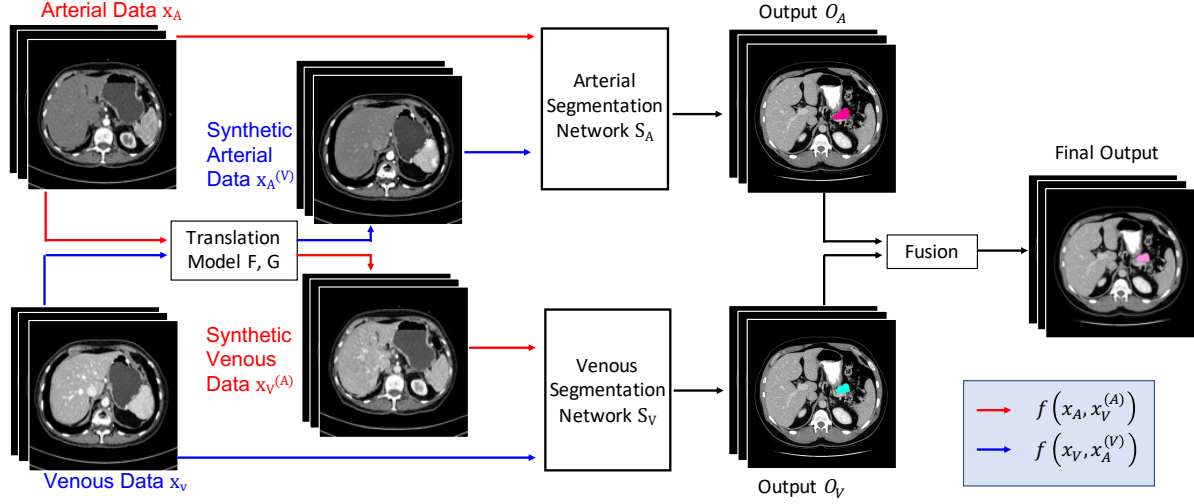 Arterial Data x_A
Output O_A
Arterial
Segmentation
Network S_A
Synthetic
Arterial
Data x_A^(V)
Final Output
Translation
Model F, G
Fusion
Synthetic
Venous
Data x_V^(A)
Venous
Segmentation
Network S_V
f(x_A, x_V^(A))
f(x_V, x_A^(V))
Venous Data x_v
Output O_V